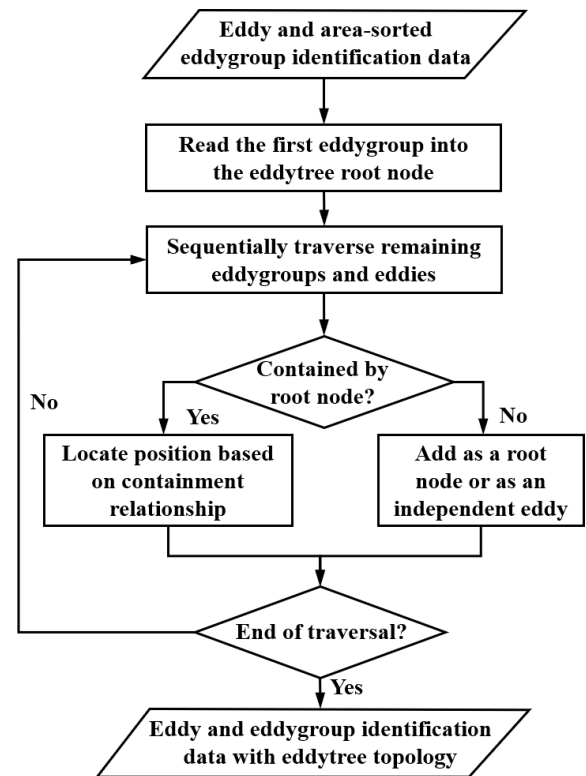 Eddy and area-sorted
eddygroup identification data
Read the first eddygroup into
the eddytree root node
Sequentially traverse remaining
eddygroups and eddies
Contained by
root node?
No
Yes
No
Locate position based
on containment
relationship
Add as a root
node or as an
independent eddy
End of traversal?
Yes
Eddy and eddygroup identification
data with eddytree topology